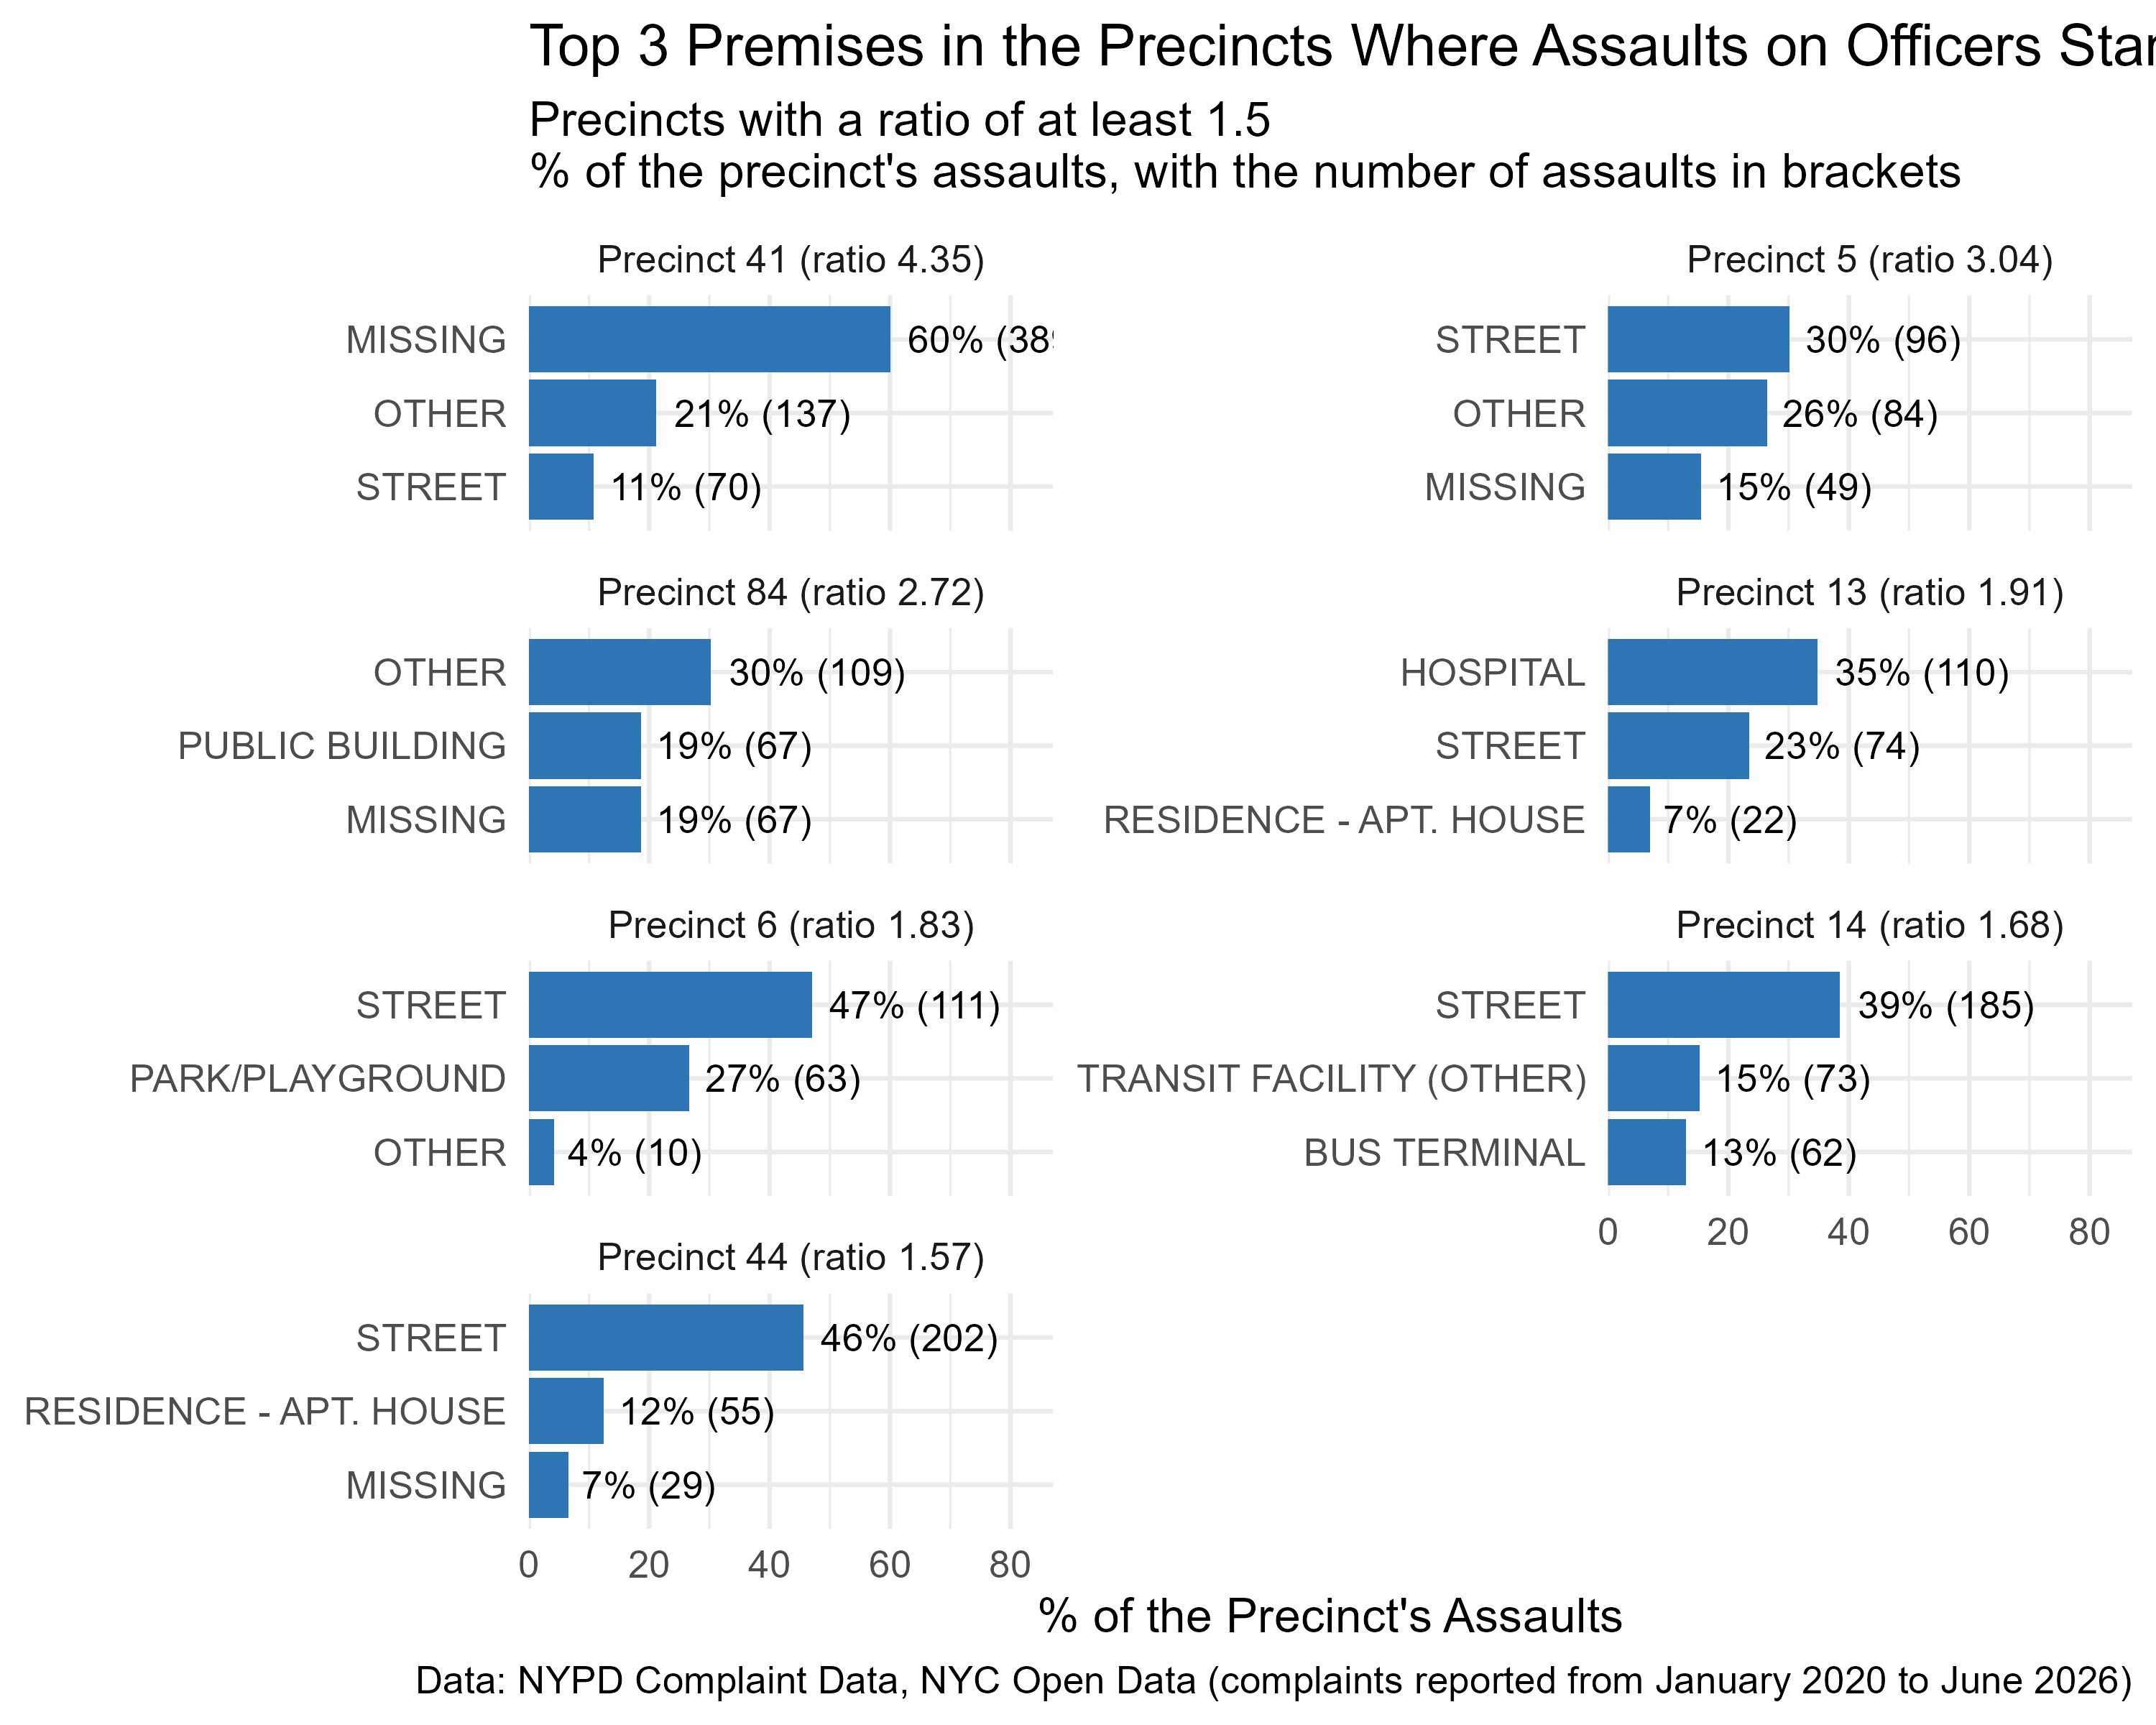 Top 3 Premises in the Precincts Where Assaults on Officers
Precincts with a ratio of at least 1.5
% of the precinct's assaults, with the number of assaults in brackets
Precinct 41 (ratio 4.35)
MISSING 60%
OTHER 21% (137)
STREET 11% (70)
Precinct 5 (ratio 3.04)
STREET 30% (96)
OTHER 26% (84)
MISSING 15% (49)
Precinct 84 (ratio 2.72)
OTHER 30% (109)
PUBLIC BUILDING 19% (67)
MISSING 19% (67)
Precinct 13 (ratio 1.91)
HOSPITAL 35% (110)
STREET 23% (74)
RESIDENCE - APT. HOUSE 7% (22)
Precinct 6 (ratio 1.83)
STREET 47% (111)
PARK/PLAYGROUND 27% (63)
OTHER 4% (10)
Precinct 14 (ratio 1.68)
STREET 39% (185)
TRANSIT FACILITY (OTHER) 15% (73)
BUS TERMINAL 13% (62)
0 20 40 60 80
Precinct 44 (ratio 1.57)
STREET 46% (202)
RESIDENCE - APT. HOUSE 12% (55)
MISSING 7% (29)
0 20 40 60 80
% of the Precinct's Assaults
Data: NYPD Complaint Data, NYC Open Data (complaints reported from January 2020 to June 2026)